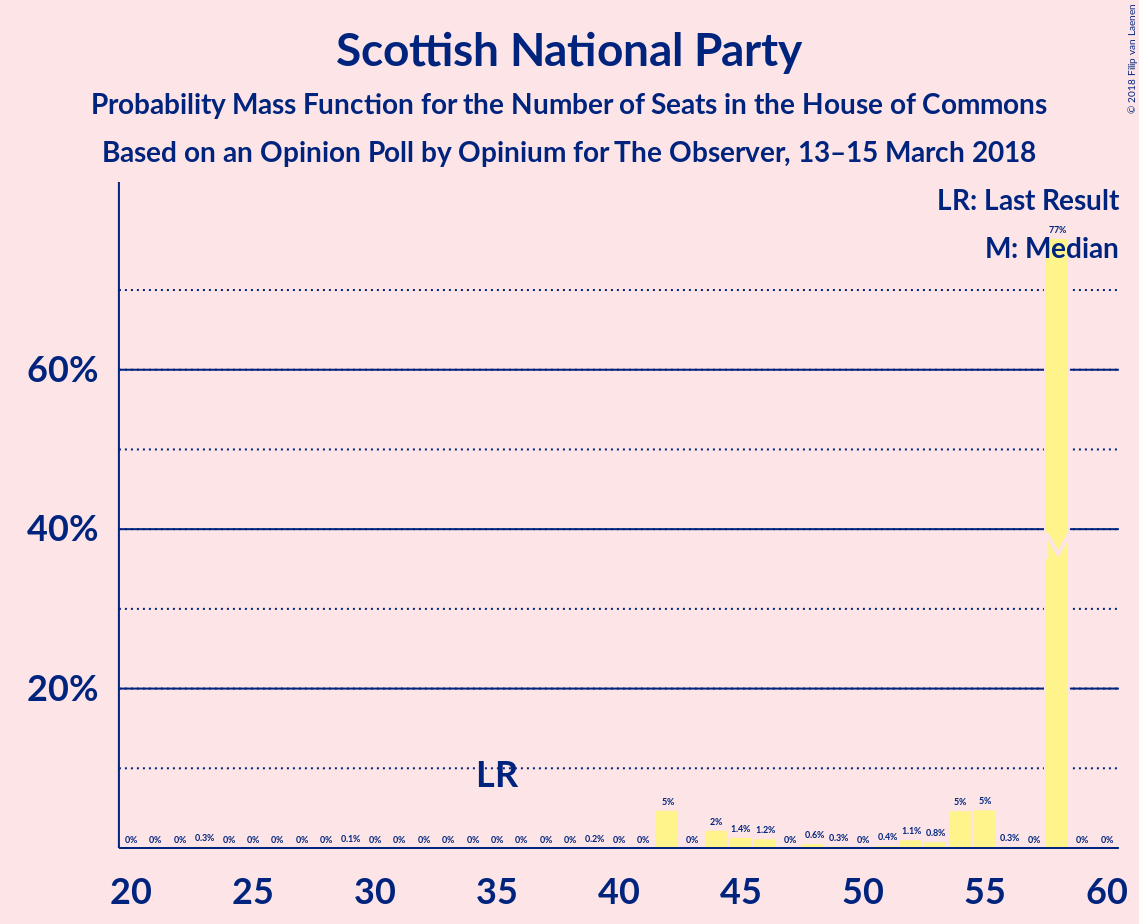 Scottish National Party
Probability Mass Function for the Number of Seats in the House of Commons
Based on an Opinion Poll by Opinium for The Observer, 13–15 March 2018
© 2018 Filip van Laenen
LR: Last Result
77%
M: Median
60%
40%
20%
LR
0% 0% 0% 0.3% 0% 0% 0% 0% 0% 0.1% 0% 0% 0% 0% 0% 0% 0% 0% 0% 0.2% 0% 0% 5% 0% 2% 1.4% 1.2% 0% 0.6% 0.3% 0% 0.4% 1.1% 0.8% 5% 5% 0.3% 0% 0% 0%
20 25 30 35 40 45 50 55 60